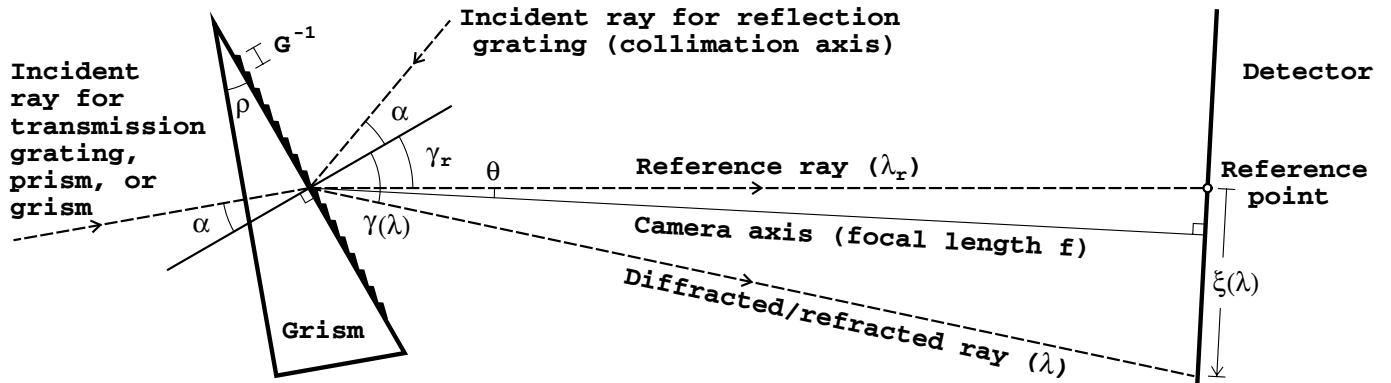 Incident ray for reflection
grating (collimation axis)
G⁻¹
Incident
ray for
transmission
grating,
prism, or
grism
ρ
α
γr
Detector
Reference ray (λr)
Reference
point
θ
α
γ(λ)
Camera axis (focal length f)
Diffracted/refracted ray (λ)
ξ(λ)
Grism